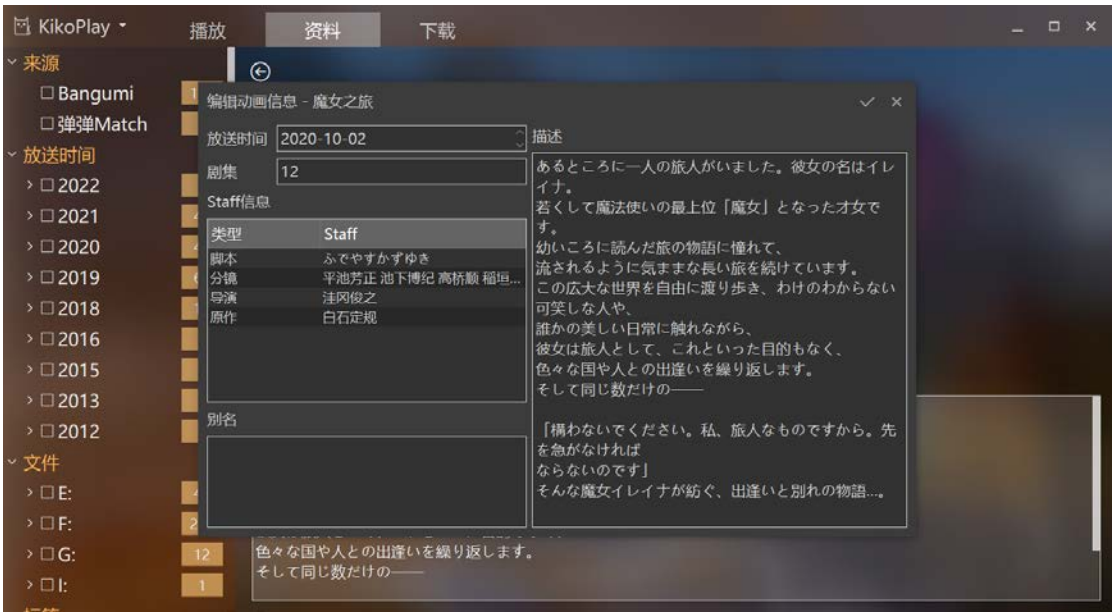 KikoPlay
播放
资料
下载
来源
Bangumi
弹弹Match
放送时间
2022
2021
2020
2019
2018
2016
2015
2013
2012
文件
E:
F:
G:
12
I:
1
编辑动画信息 - 魔女之旅
放送时间
2020-10-02
剧集
12
Staff信息
类型
Staff
脚本
ふでやすかずゆき
分镜
平池芳正 池下博纪 高桥顺 稲垣...
导演
洼冈俊之
原作
白石定规
别名
描述
あるところに一人の旅人がいました。彼女の名はイレ
イナ。
若くして魔法使いの最上位「魔女」となった才女で
す。
幼いころに読んだ旅の物語に憧れて、
流されるように気ままな長い旅を続けています。
この広大な世界を自由に渡り歩き、わけのわからない
可笑しな人や、
誰かの美しい日常に触れながら、
彼女は旅人として、これといった目的もなく、
色々な国や人との出逢いを繰り返します。
そして同じ数だけの――
「構わないでください。私、旅人なものですから。先
を急がなければ
ならないのです」
そんな魔女イレイナが紡ぐ、出逢いと別れの物語…。
色々な国や人との出逢いを繰り返します。
そして同じ数だけの――